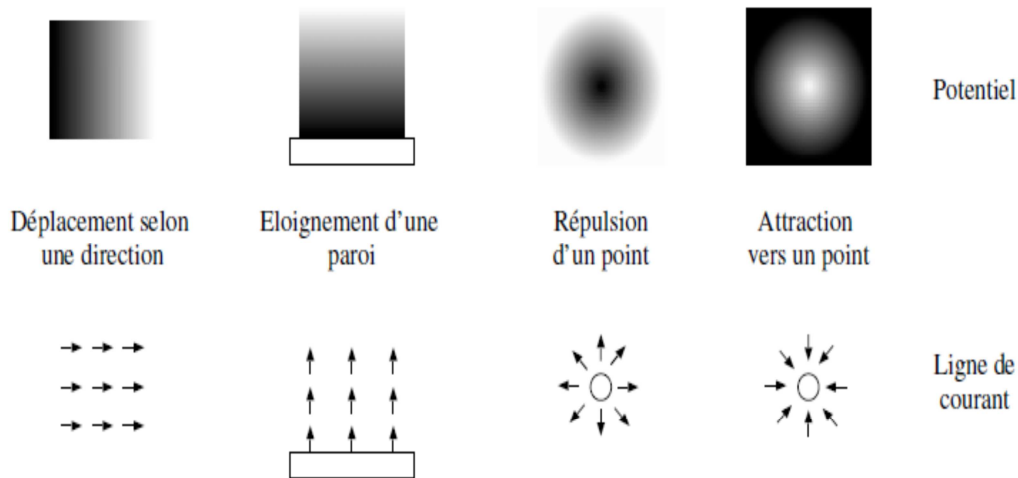 Potentiel
Déplacement selon
une direction
Eloignement d'une
paroi
Répulsion
d'un point
Attraction
vers un point
Ligne de
courant